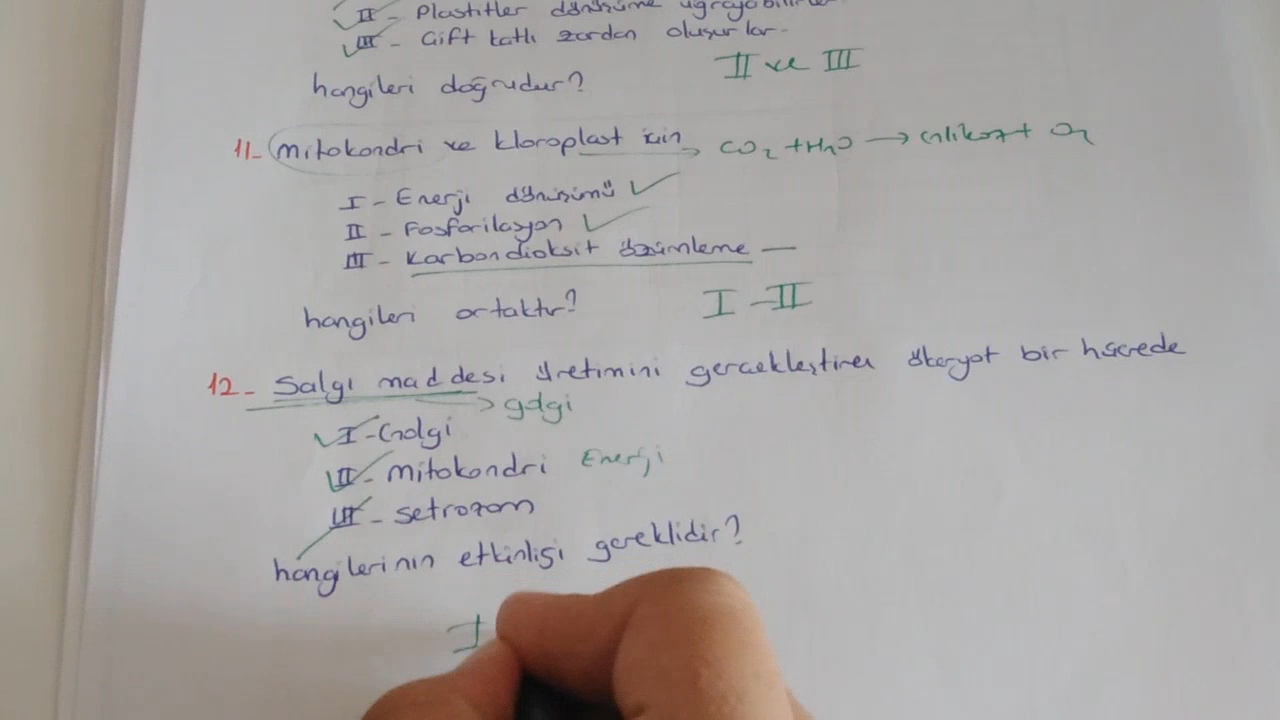 II - Plastitler dönüşüme uğrayabilirler
III - Çift katlı zardan oluşurlar.
hangileri doğrudur? II ve III
11- mitokondri ve kloroplast için → CO2 + H2O → Glikoz + O2
I - Enerji dönüşümü ✓
II - Fosforilasyon ✓
III - Karbondioksit özümleme —
hangileri ortaktır? I - II
12- Salgı maddesi üretimini gerçekleştiren ökaryot bir hücrede
→ golgi
I - Golgi
II - mitokondri Enerji
III - setrozom
hangilerinin etkinliği gereklidir?
I